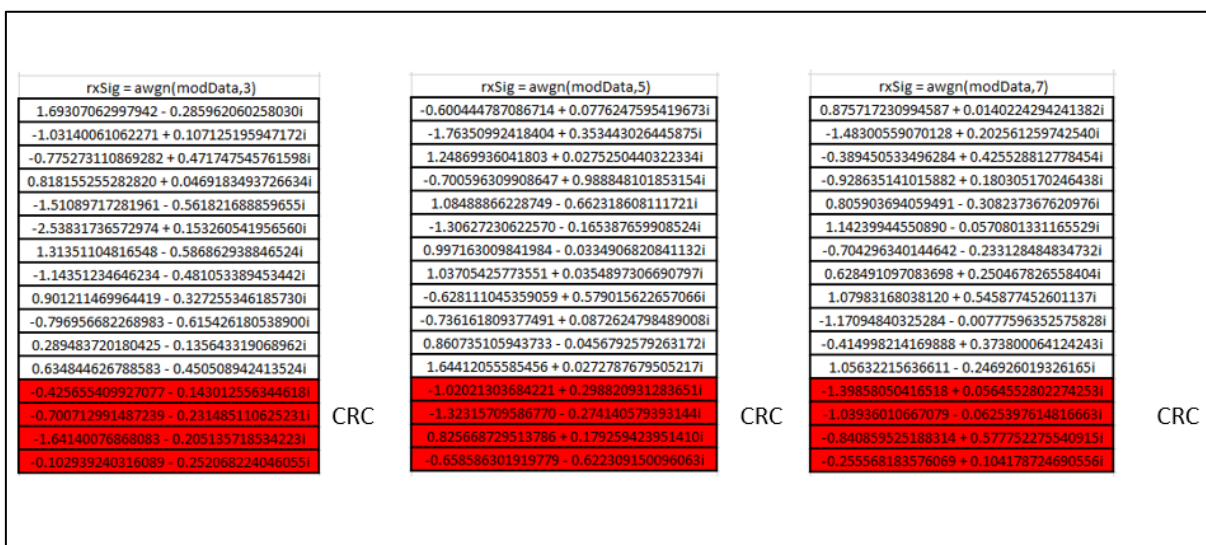 rxSig = awgn(modData,3)
1.69307062997942 - 0.285962060258030i
-1.03140061062271 + 0.107125195947172i
-0.775273110869282 + 0.471747545761598i
0.818155255282820 + 0.0469183493726634i
-1.51089717281961 - 0.561821688859655i
-2.53831736572974 + 0.153260541956560i
1.31351104816548 - 0.586862938846524i
-1.14351234646234 - 0.481053389453442i
0.901211469964419 - 0.327255346185730i
-0.796956682268983 - 0.615426180538900i
0.289483720180425 - 0.135643319068962i
0.634844626788583 - 0.450508942413524i
-0.425655409927077 - 0.143012556344618i
-0.700712991487239 - 0.231485110625231i
-1.64140076868083 - 0.205135718534223i
-0.102939240316089 - 0.252068224046055i
CRC
rxSig = awgn(modData,5)
-0.600444787086714 + 0.0776247595419673i
-1.76350992418404 + 0.353443026445875i
1.24869936041803 + 0.0275250440322334i
-0.700596309908647 + 0.988848101853154i
1.08488866228749 - 0.662318608111721i
-1.30627230622570 - 0.165387659908524i
0.997163009841984 - 0.0334906820841132i
1.03705425773551 + 0.0354897306690797i
-0.628111045359059 + 0.579015622657066i
-0.736161809377491 + 0.0872624798489008i
0.860735105943733 - 0.0456792579263172i
1.64412055585456 + 0.0272787679505217i
-1.02021303684221 + 0.298820931283651i
-1.32315709586770 - 0.274140579393144i
0.825668729513786 + 0.179259423951410i
-0.658586301919779 - 0.622309150096063i
CRC
rxSig = awgn(modData,7)
0.875717230994587 + 0.0140224294241382i
-1.48300559070128 + 0.202561259742540i
-0.389450533496284 + 0.425528812778454i
-0.928635141015882 + 0.180305170246438i
0.805903694059491 - 0.308237367620976i
1.14239944550890 - 0.0570801331165529i
-0.704296340144642 - 0.233128484834732i
0.628491097083698 + 0.250467826558404i
1.07983168038120 + 0.545877452601137i
-1.17094840325284 - 0.00777596352575828i
-0.414998214169888 + 0.373800064124243i
1.05632215636611 - 0.246926019326165i
-1.39858050416518 + 0.0564552802274253i
-1.03936010667079 - 0.0625397614816663i
-0.840859525188314 + 0.577752275540915i
-0.255568183576069 + 0.104178724690556i
CRC